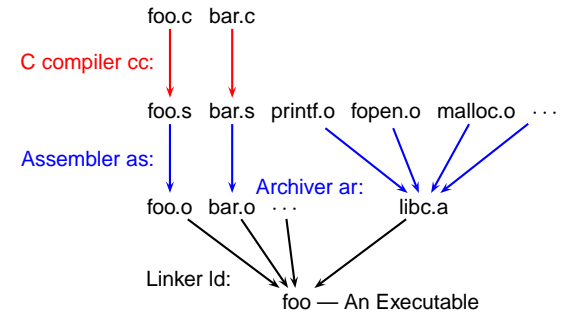 foo.c bar.c
C compiler cc:
foo.s bar.s printf.o fopen.o malloc.o ···
Assembler as:
Archiver ar:
foo.o bar.o ··· libc.a
Linker ld:
foo — An Executable